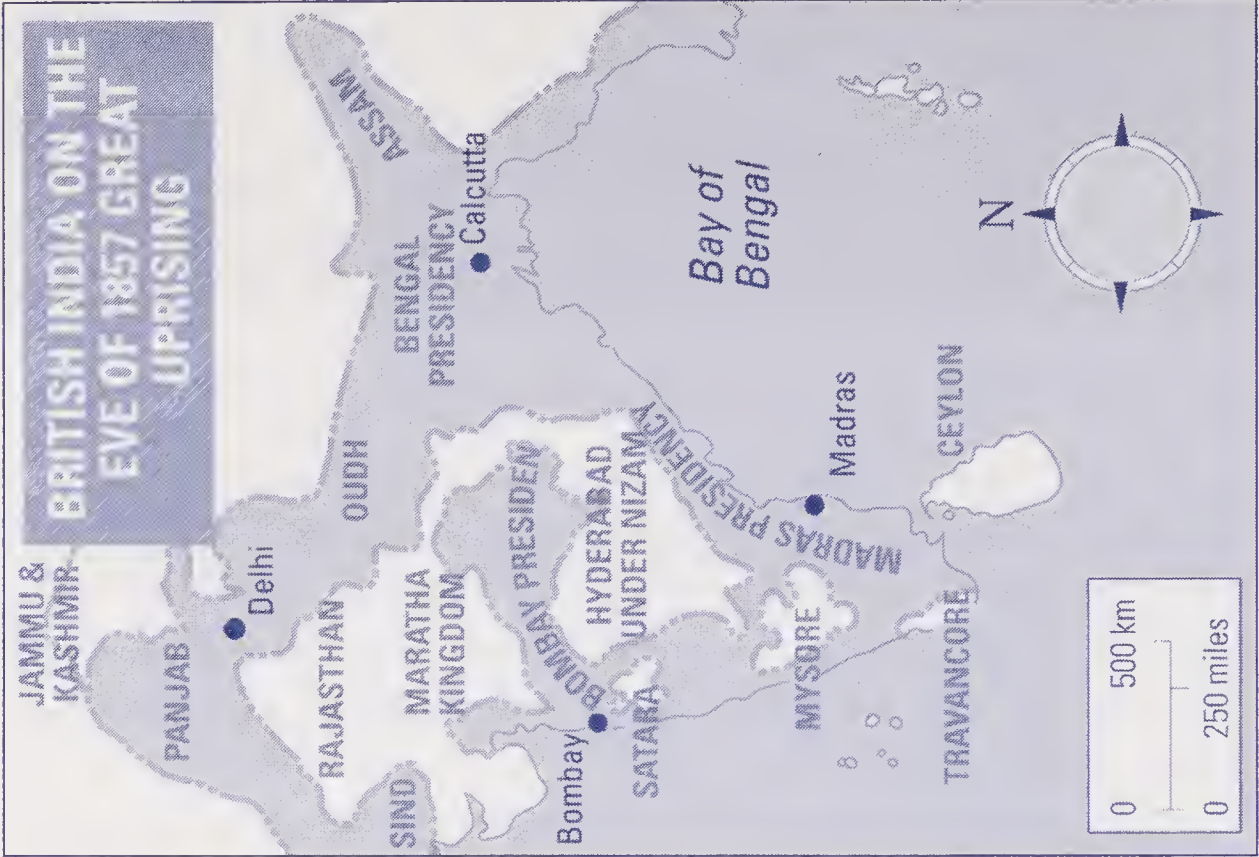 BRITISH INDIA ON THE
EVE OF 1857 GREAT
UPRISING
JAMMU &
KASHMIR
PANJAB
Delhi
RAJASTHAN
OUDH
SIND
MARATHA
KINGDOM
BENGAL
PRESIDENCY
ASSAM
Calcutta
BOMBAY PRESIDEN
Bombay
SATARA
HYDERABAD
UNDER NIZAM
MADRAS PRESIDENCY
Madras
MYSORE
TRAVANCORE
CEYLON
Bay of
Bengal
N
0 500 km
0 250 miles